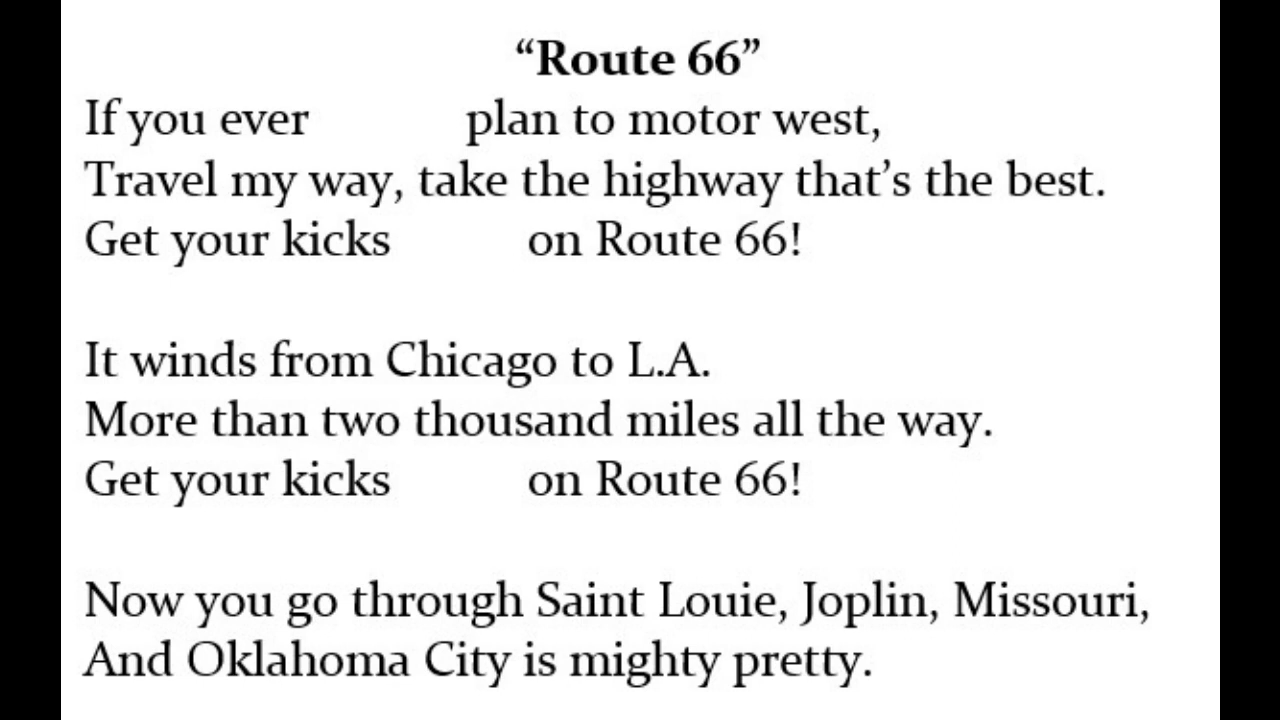 “Route 66”
If you ever plan to motor west,
Travel my way, take the highway that’s the best.
Get your kicks on Route 66!
It winds from Chicago to L.A.
More than two thousand miles all the way.
Get your kicks on Route 66!
Now you go through Saint Louie, Joplin, Missouri,
And Oklahoma City is mighty pretty.